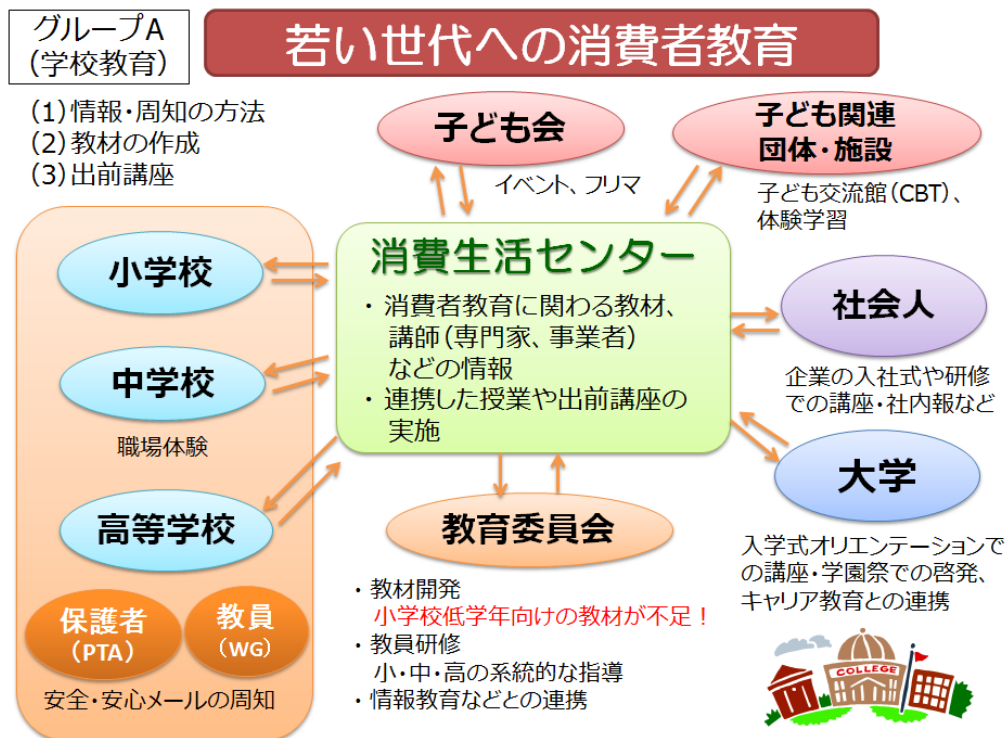 グループA
(学校教育)
若い世代への消費者教育
(1)情報・周知の方法
(2)教材の作成
(3)出前講座
子ども会
イベント、フリマ
子ども関連
団体・施設
子ども交流館(CBT)、
体験学習
小学校
中学校
職場体験
高等学校
保護者
(PTA)
教員
(WG)
安全・安心メールの周知
消費生活センター
・ 消費者教育に関わる教材、
講師(専門家、事業者)
などの情報
・ 連携した授業や出前講座の
実施
社会人
企業の入社式や研修
での講座・社内報など
大学
入学式オリエンテーションで
の講座・学園祭での啓発、
キャリア教育との連携
教育委員会
・ 教材開発
小学校低学年向けの教材が不足!
・ 教員研修
小・中・高の系統的な指導
・ 情報教育などとの連携
COLLEGE